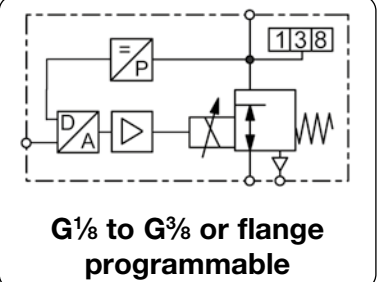 138
=
P
D
A
G⅛ to G⅜ or flange
programmable